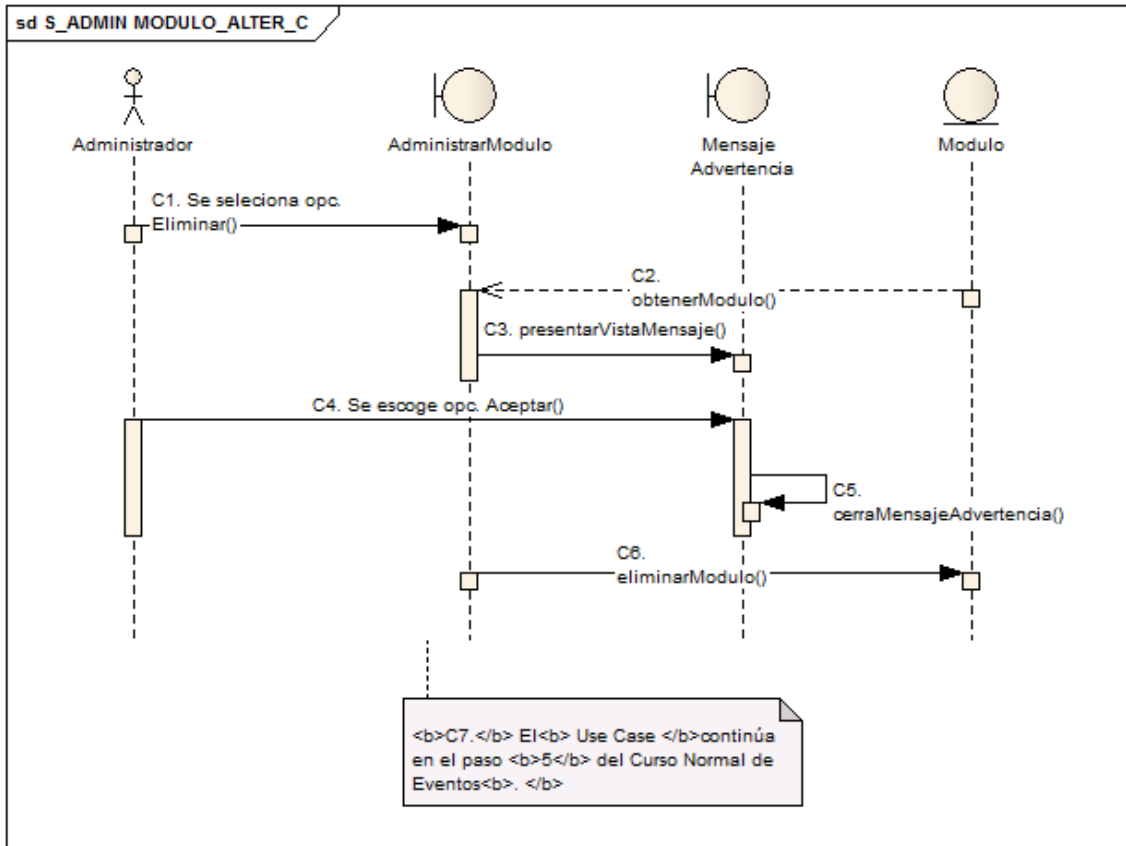 sd S_ADMIN MODULO_ALTER_C
Administrador
AdministrarModulo
Mensaje
Advertencia
Modulo
C1. Se seleciona opc.
Eliminar()
C2.
obtenerModulo()
C3. presentarVistaMensaje()
C4. Se escoge opc. Aceptar()
C5.
cerraMensajeAdvertencia()
C6.
eliminarModulo()
<b>C7.</b> El<b> Use Case </b>continúa
en el paso <b>5</b> del Curso Normal de
Eventos<b>. </b>